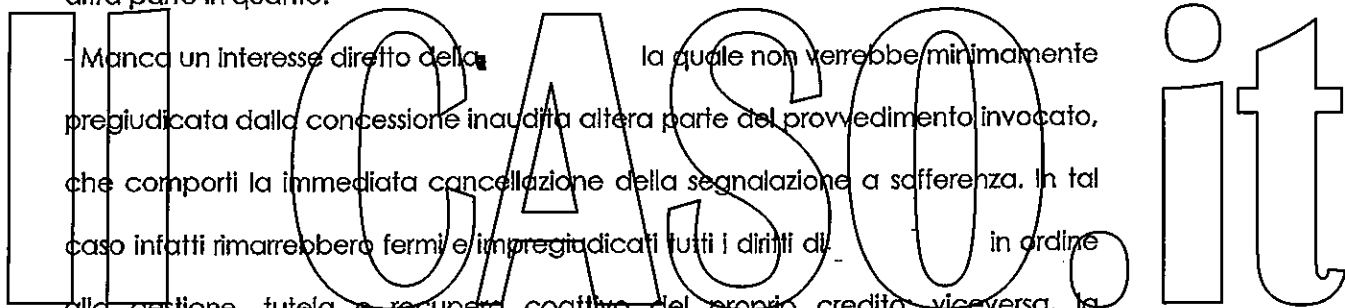 altra parte in quanto:
- Manca un interesse diretto della la quale non verrebbe minimamente
pregiudicata dalla concessione inaudita altera parte del provvedimento invocato,
che comporti la immediata cancellazione della segnalazione a sofferenza. In tal
caso infatti rimarrebbero fermi e impregiudicati tutti i diritti di in ordine
alla gestione, tutela e recupero coattivo del proprio credito; viceversa, la
IL CASO.it